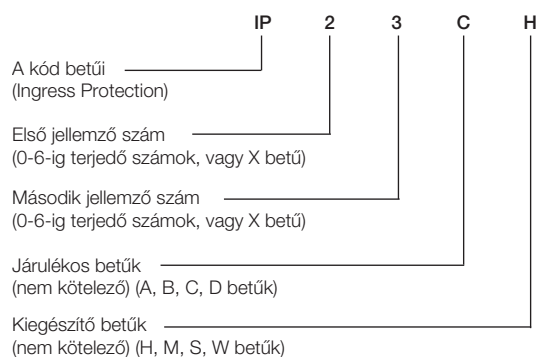 IP 2 3 C H
A kód betűi
(Ingress Protection)
Első jellemző szám
(0-6-ig terjedő számok, vagy X betű)
Második jellemző szám
(0-6-ig terjedő számok, vagy X betű)
Járulékos betűk
(nem kötelező) (A, B, C, D betűk)
Kiegészítő betűk
(nem kötelező) (H, M, S, W betűk)